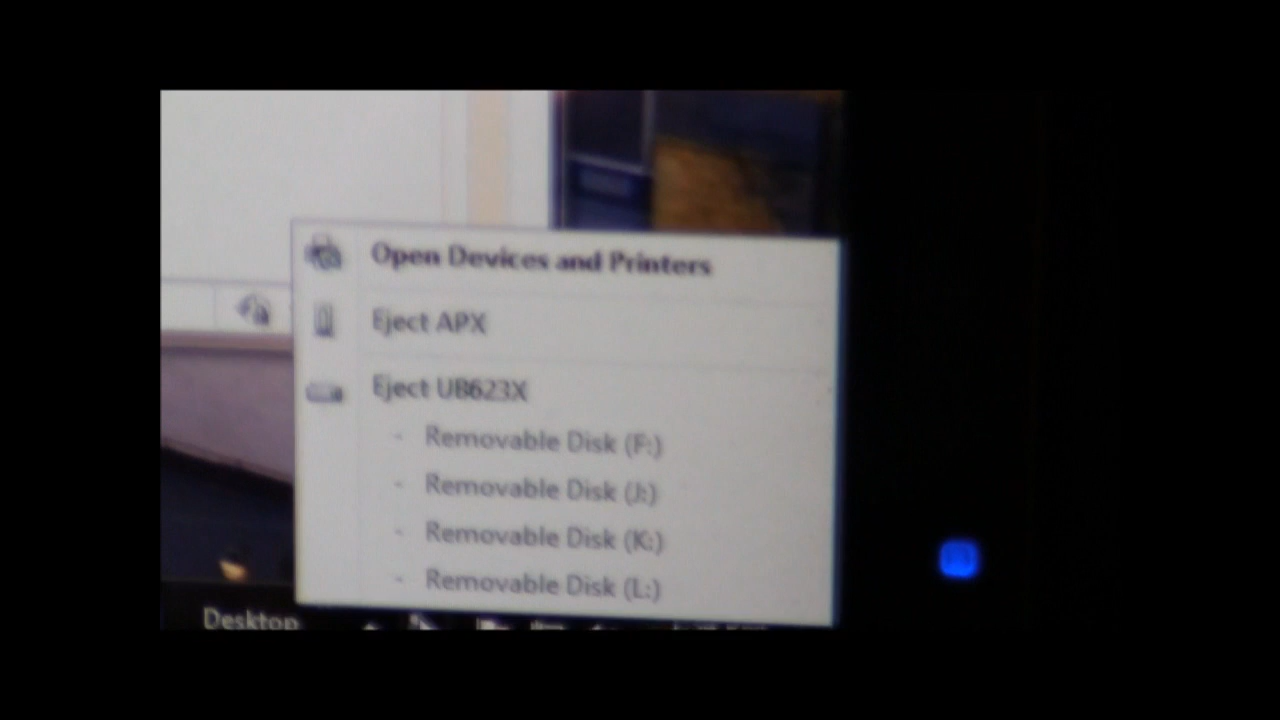 Open Devices and Printers
Eject APX
Eject UB623X
- Removable Disk (F:)
- Removable Disk (J:)
- Removable Disk (K:)
- Removable Disk (L:)
Desktop